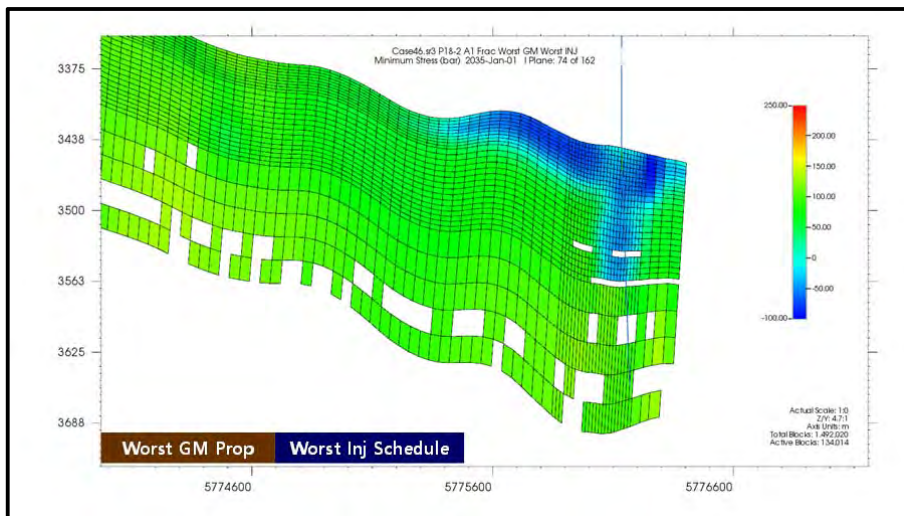 Case46.sr3 P18-2 A1 Frac Worst GM Worst INJ
Minimum Stress (bar) 2035-Jan-01 I Plane: 74 of 162
3375
3438
3500
3563
3625
3688
250.00
200.00
150.00
100.00
50.00
0
-50.00
-100.00
Actual Scale: 1:0
Z/Y: 4.7:1
Axis Units: m
Total Blocks: 1,492,020
Active Blocks: 134,014
Worst GM Prop
Worst Inj Schedule
5774600
5775600
5776600